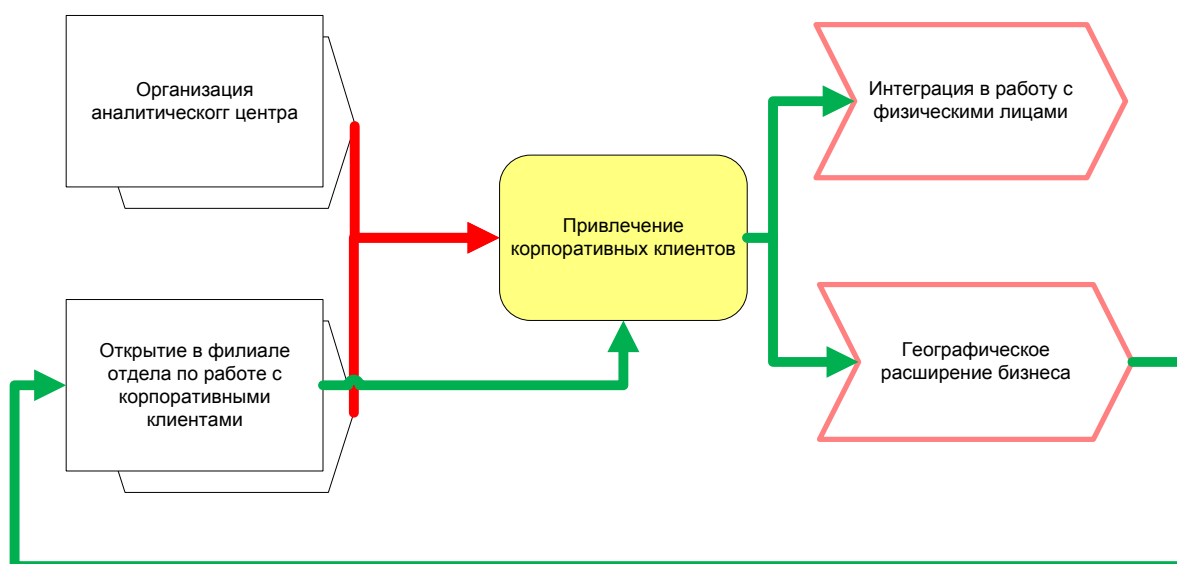 Организация
аналитическогг центра
Интеграция в работу с
физическими лицами
Привлечение
корпоративных клиентов
Открытие в филиале
отдела по работе с
корпоративными
клиентами
Географическое
расширение бизнеса